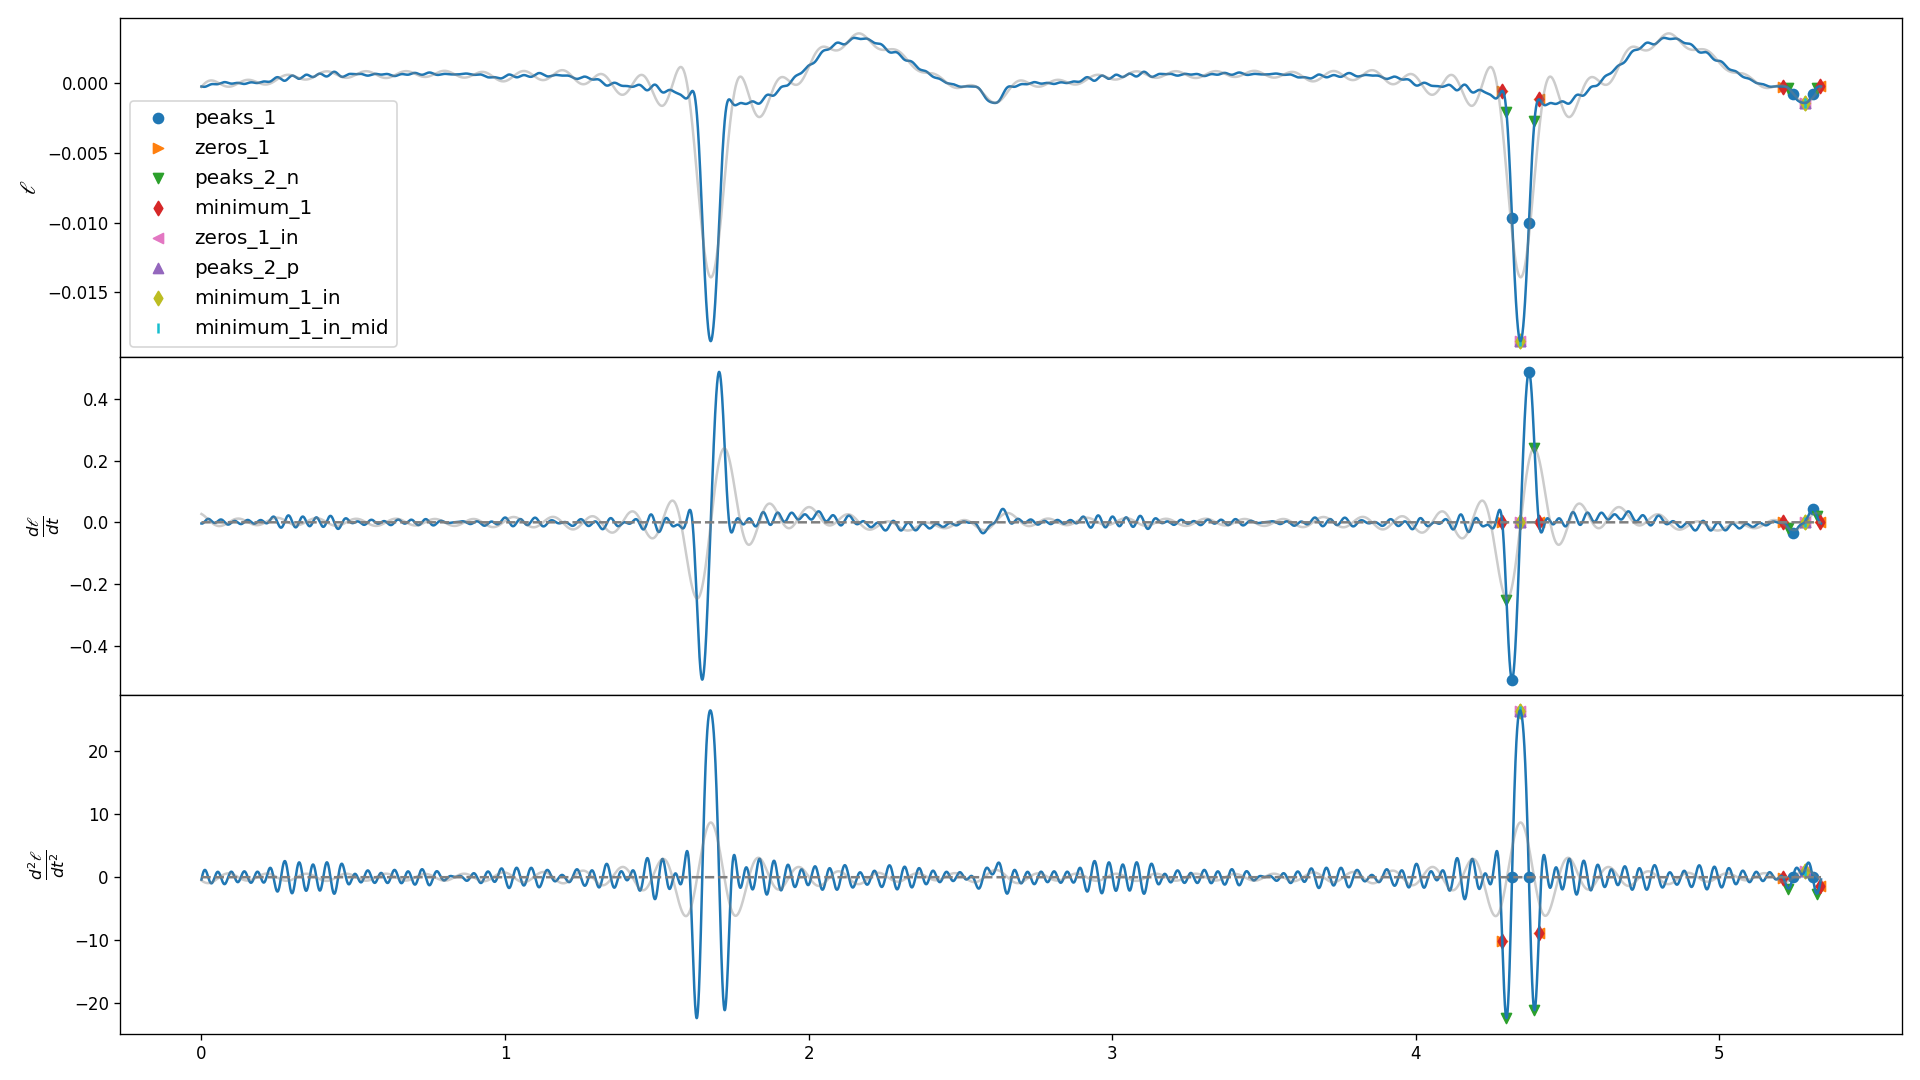 0.000
−0.005
−0.010
−0.015
ℓ
peaks_1
zeros_1
peaks_2_n
minimum_1
zeros_1_in
peaks_2_p
minimum_1_in
minimum_1_in_mid
0.4
0.2
0.0
−0.2
−0.4
dℓ/dt
20
10
0
−10
−20
d²ℓ/dt²
0 1 2 3 4 5